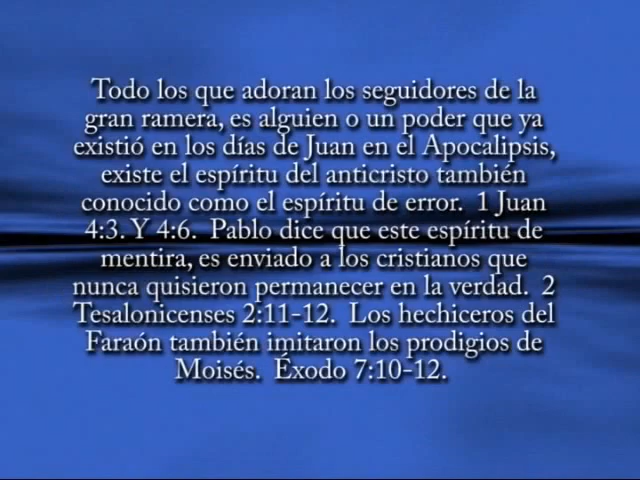 Todo los que adoran los seguidores de la
gran ramera, es alguien o un poder que ya
existió en los días de Juan en el Apocalipsis,
existe el espíritu del anticristo también
conocido como el espíritu de error.  1 Juan
4:3. Y 4:6.  Pablo dice que este espíritu de
mentira, es enviado a los cristianos que
nunca quisieron permanecer en la verdad.  2
Tesalonicenses 2:11-12.  Los hechiceros del
Faraón también imitaron los prodigios de
Moisés.  Éxodo 7:10-12.